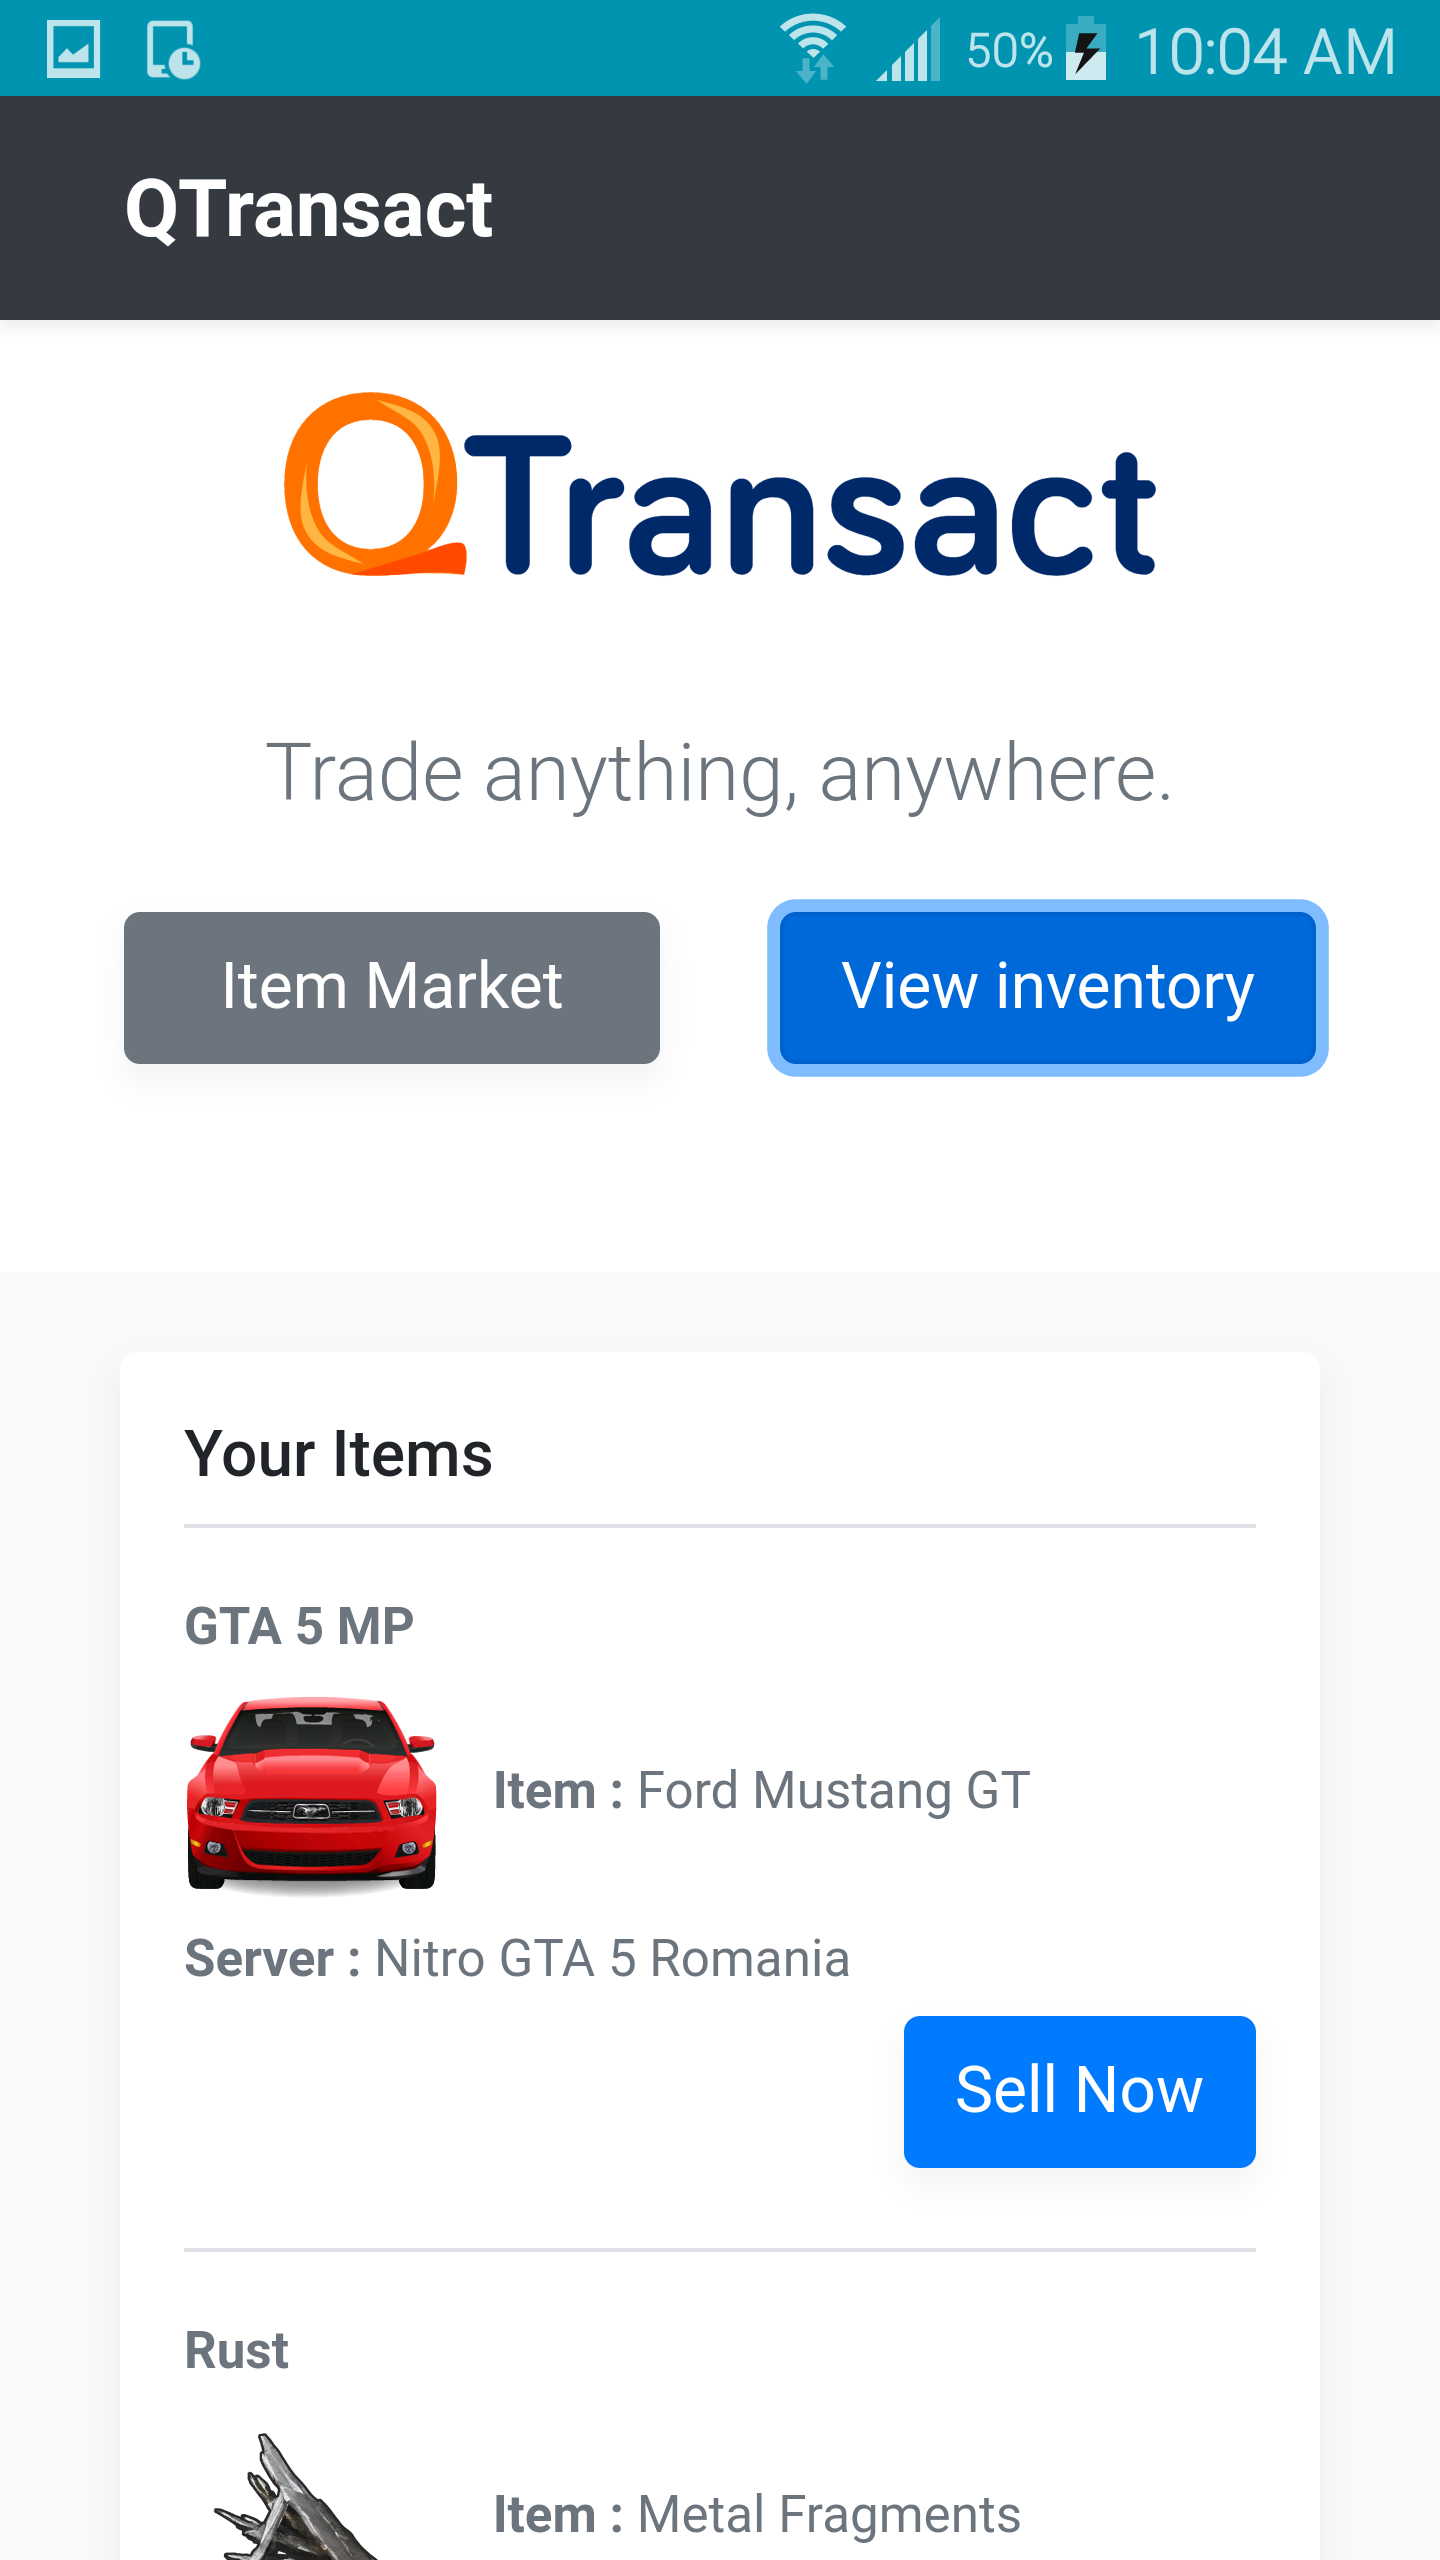 50% 10:04 AM
QTransact
QTransact
Trade anything, anywhere.
Item Market
View inventory
Your Items
GTA 5 MP
Item : Ford Mustang GT
Server : Nitro GTA 5 Romania
Sell Now
Rust
Item : Metal Fragments